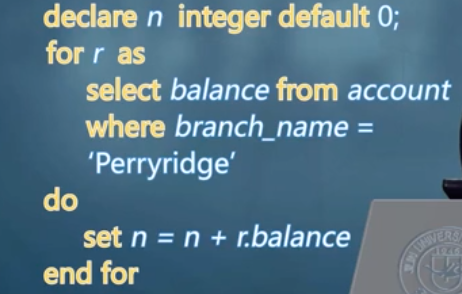 declare n integer default 0;
for r as
select balance from account
where branch_name =
‘Perryridge’
do
set n = n + r.balance
end for